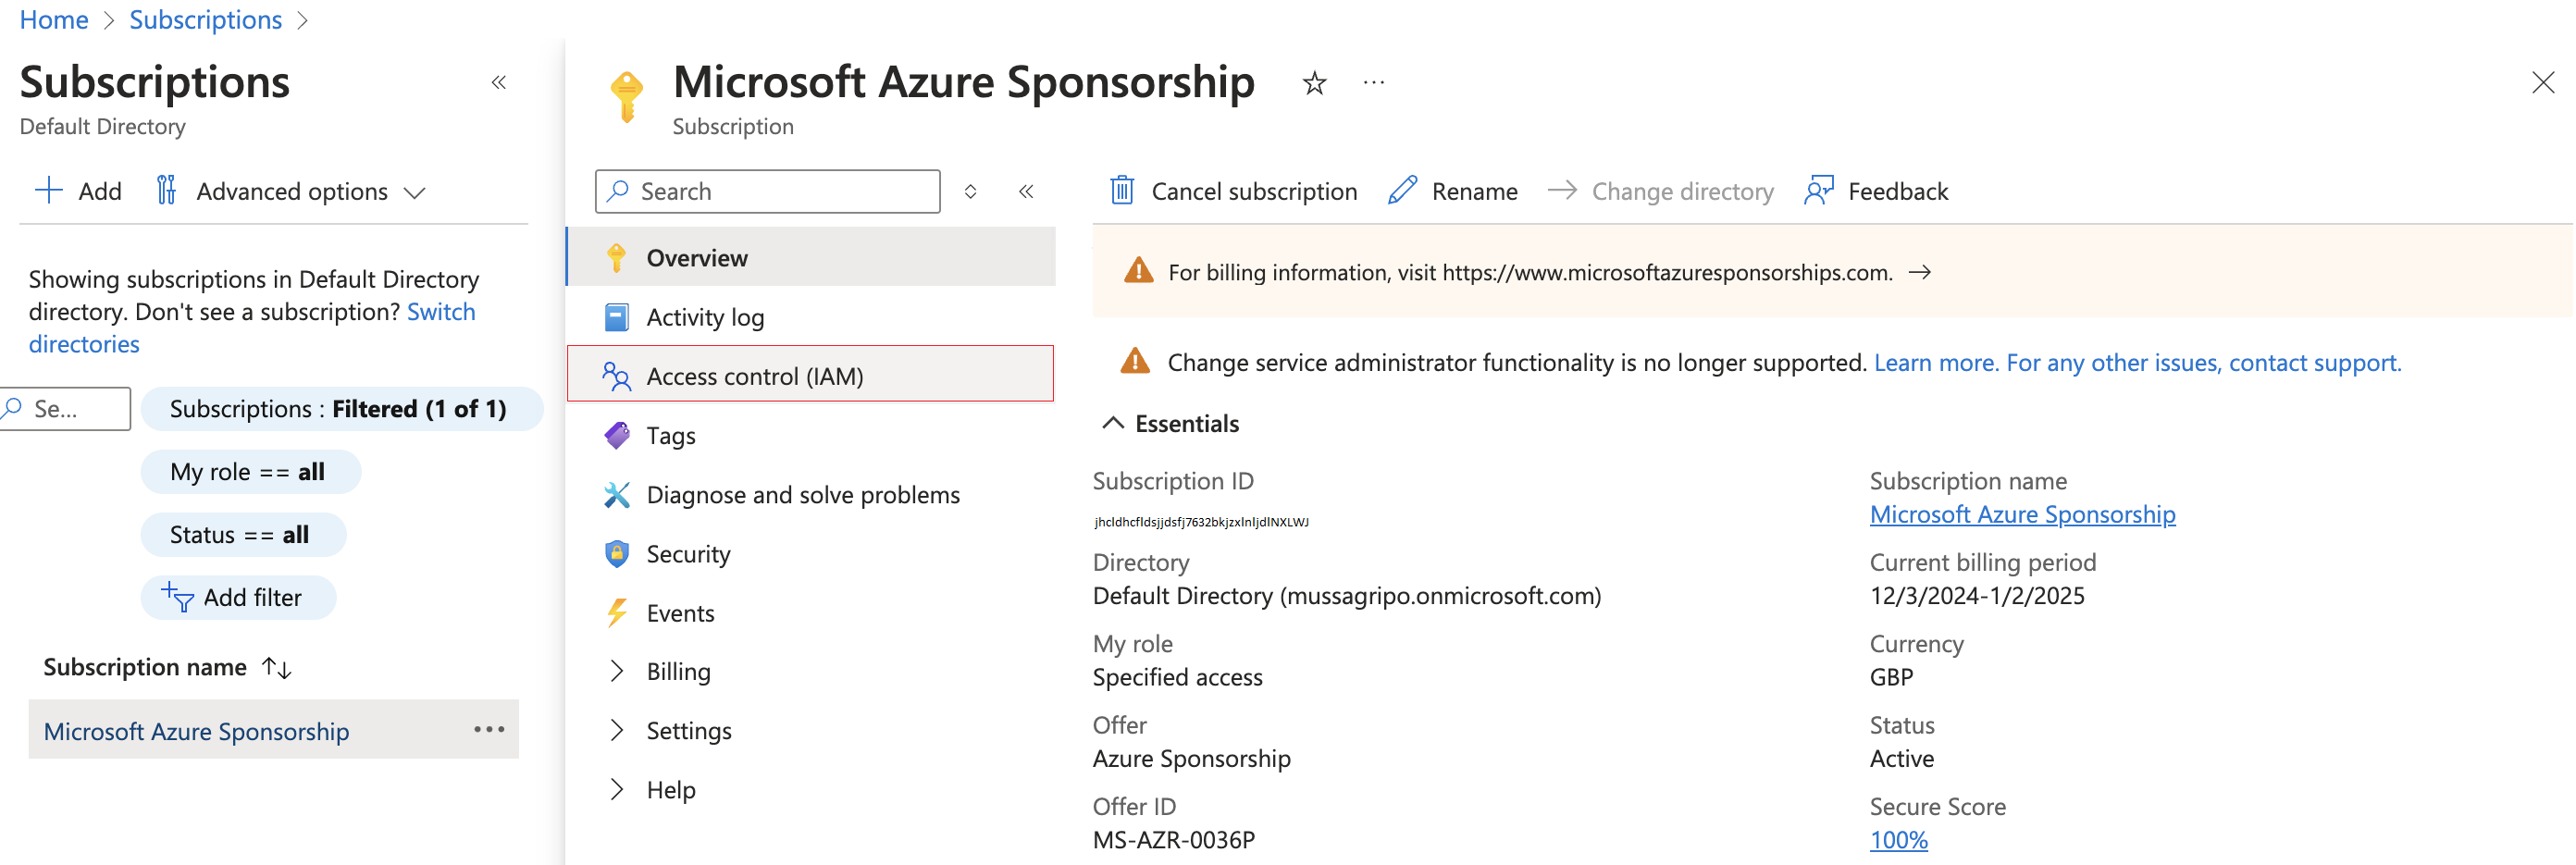 Home > Subscriptions >
Subscriptions
Default Directory
Add
Advanced options
Showing subscriptions in Default Directory
directory. Don't see a subscription? Switch
directories
Se...
Subscriptions : Filtered (1 of 1)
My role == all
Status == all
Add filter
Subscription name
Microsoft Azure Sponsorship
Microsoft Azure Sponsorship
Subscription
Search
Overview
Activity log
Access control (IAM)
Tags
Diagnose and solve problems
Security
Events
Billing
Settings
Help
Cancel subscription
Rename
Change directory
Feedback
For billing information, visit https://www.microsoftazuresponsorships.com.
Change service administrator functionality is no longer supported. Learn more. For any other issues, contact support.
Essentials
Subscription ID
jhcldhcfldsjjdsfj7632bkjzxlnljdlNXLWJ
Directory
Default Directory (mussagripo.onmicrosoft.com)
My role
Specified access
Offer
Azure Sponsorship
Offer ID
MS-AZR-0036P
Subscription name
Microsoft Azure Sponsorship
Current billing period
12/3/2024-1/2/2025
Currency
GBP
Status
Active
Secure Score
100%